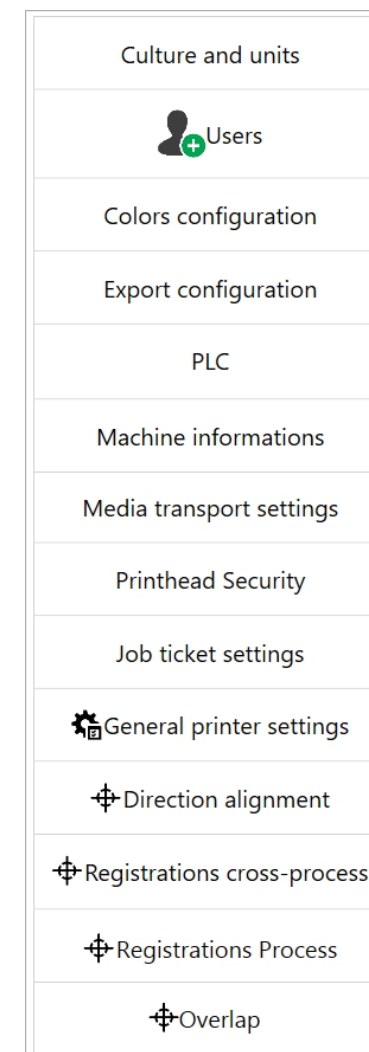 Culture and units
Users
Colors configuration
Export configuration
PLC
Machine informations
Media transport settings
Printhead Security
Job ticket settings
General printer settings
Direction alignment
Registrations cross-process
Registrations Process
Overlap